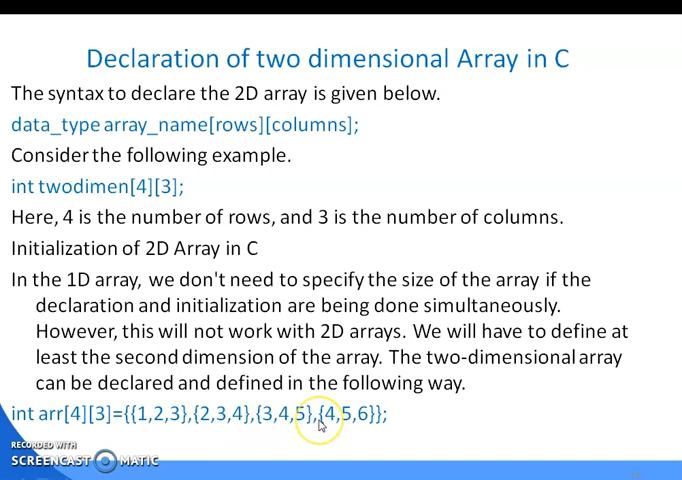 Declaration of two dimensional Array in C
The syntax to declare the 2D array is given below.
data_type array_name[rows][columns];
Consider the following example.
int twodimen[4][3];
Here, 4 is the number of rows, and 3 is the number of columns.
Initialization of 2D Array in C
In the 1D array, we don't need to specify the size of the array if the
declaration and initialization are being done simultaneously.
However, this will not work with 2D arrays. We will have to define at
least the second dimension of the array. The two-dimensional array
can be declared and defined in the following way.
int arr[4][3]={{1,2,3},{2,3,4},{3,4,5},{4,5,6}};
RECORDED WITH
SCREENCAST MATIC